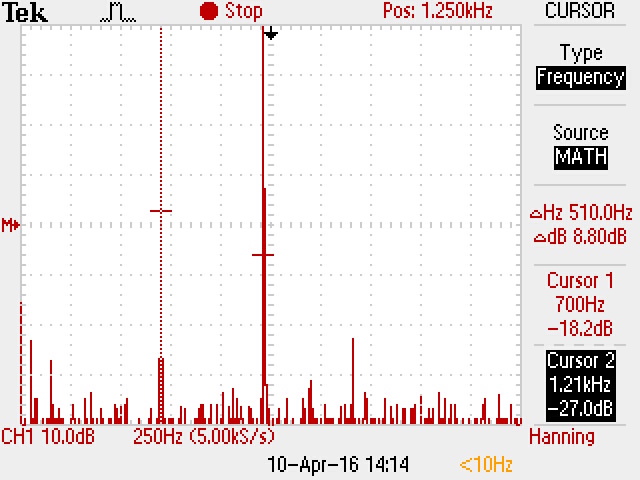 Tek Stop Pos: 1.250kHz CURSOR
Type
Frequency
Source
MATH
M
△Hz 510.0Hz
△dB 8.80dB
Cursor 1
700Hz
−18.2dB
Cursor 2
1.21kHz
−27.0dB
CH1 10.0dB 250Hz (5.00kS/s) Hanning
10-Apr-16 14:14 <10Hz